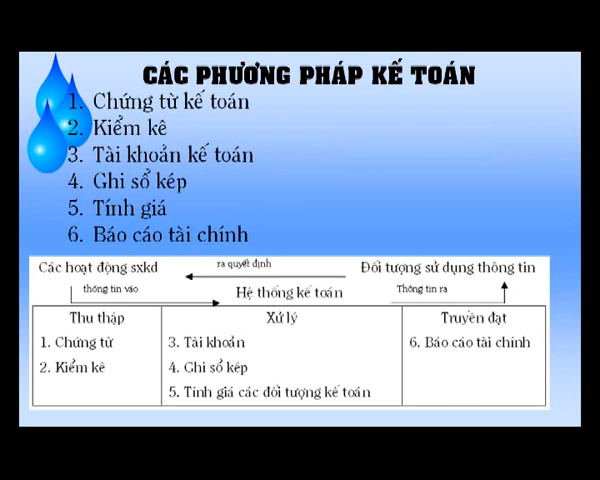 CÁC PHƯƠNG PHÁP KẾ TOÁN
1. Chứng từ kế toán
2. Kiểm kê
3. Tài khoản kế toán
4. Ghi sổ kép
5. Tính giá
6. Báo cáo tài chính
Các hoạt động sxkd ra quyết định Đối tượng sử dụng thông tin
thông tin vào Hệ thống kế toán Thông tin ra
Thu thập Xử lý Truyền đạt
1. Chứng từ 3. Tài khoản 6. Báo cáo tài chính
2. Kiểm kê 4. Ghi sổ kép
5. Tính giá các đối tượng kế toán